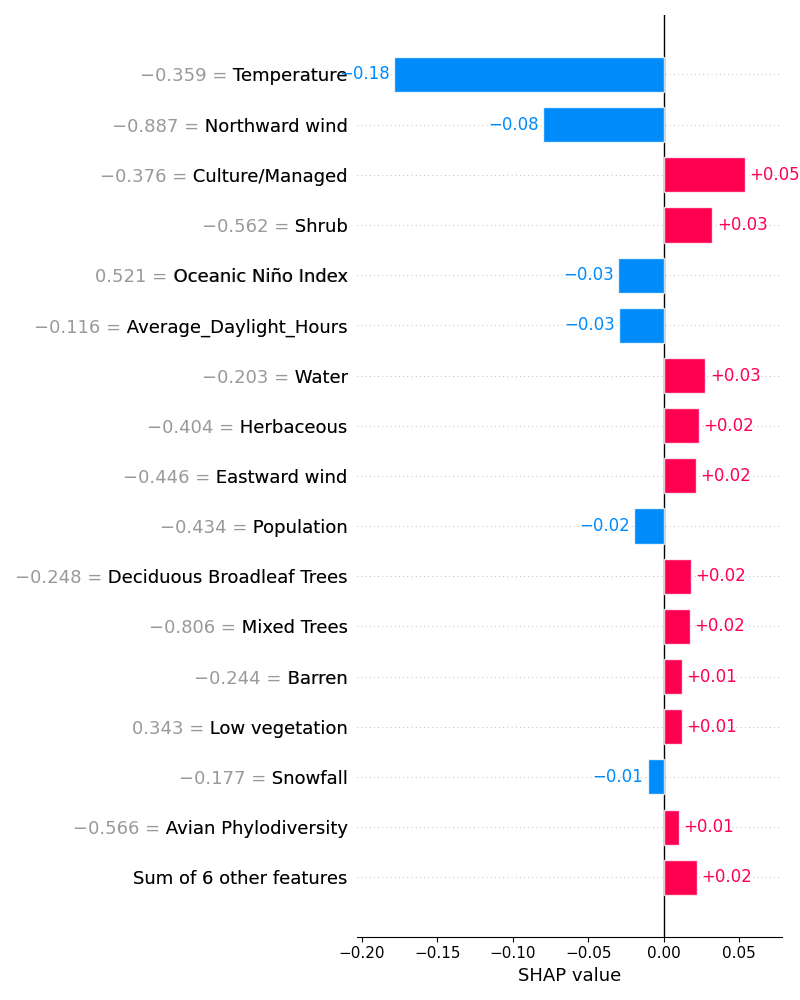 −0.359 = Temperature −0.18
−0.887 = Northward wind −0.08
−0.376 = Culture/Managed +0.05
−0.562 = Shrub +0.03
0.521 = Oceanic Niño Index −0.03
−0.116 = Average_Daylight_Hours −0.03
−0.203 = Water +0.03
−0.404 = Herbaceous +0.02
−0.446 = Eastward wind +0.02
−0.434 = Population −0.02
−0.248 = Deciduous Broadleaf Trees +0.02
−0.806 = Mixed Trees +0.02
−0.244 = Barren +0.01
0.343 = Low vegetation +0.01
−0.177 = Snowfall −0.01
−0.566 = Avian Phylodiversity +0.01
Sum of 6 other features +0.02
−0.20 −0.15 −0.10 −0.05 0.00 0.05
SHAP value